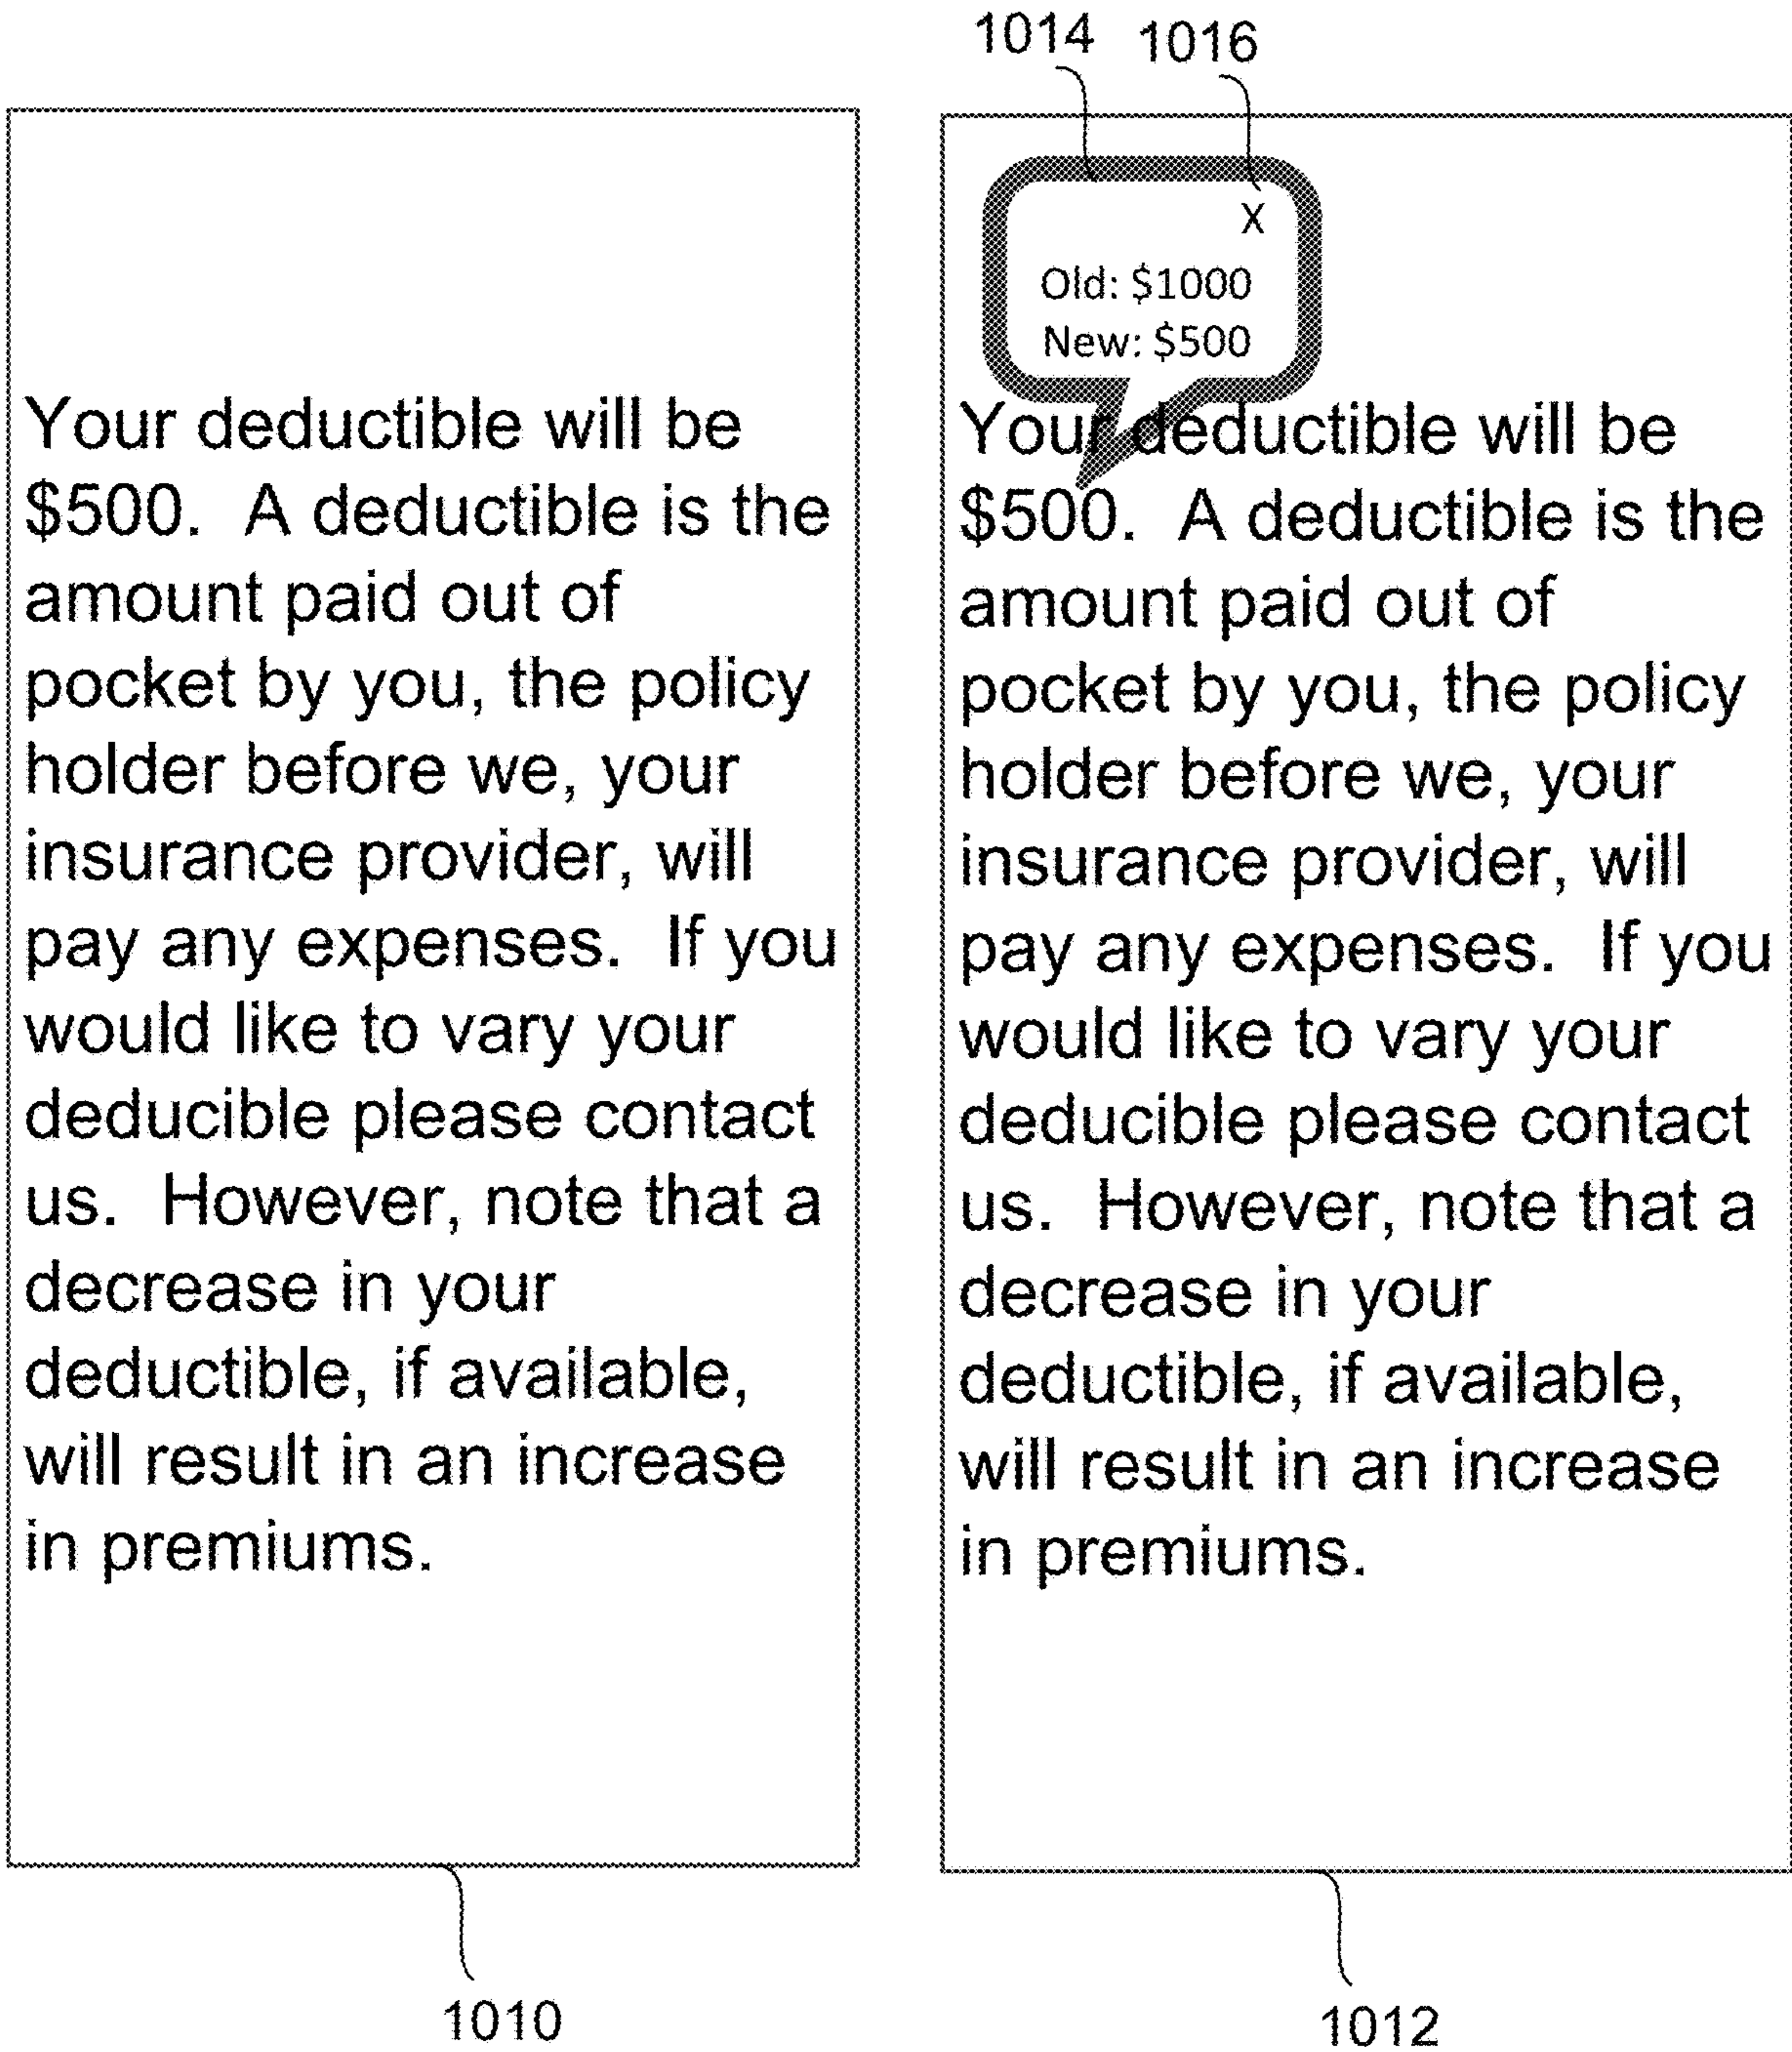 1014 1016
Your deductible will be
$500.  A deductible is the
amount paid out of
pocket by you, the policy
holder before we, your
insurance provider, will
pay any expenses.  If you
would like to vary your
deducible please contact
us.  However, note that a
decrease in your
deductible, if available,
will result in an increase
in premiums.
1010
X
Old: $1000
New: $500
Your deductible will be
$500.  A deductible is the
amount paid out of
pocket by you, the policy
holder before we, your
insurance provider, will
pay any expenses.  If you
would like to vary your
deducible please contact
us.  However, note that a
decrease in your
deductible, if available,
will result in an increase
in premiums.
1012